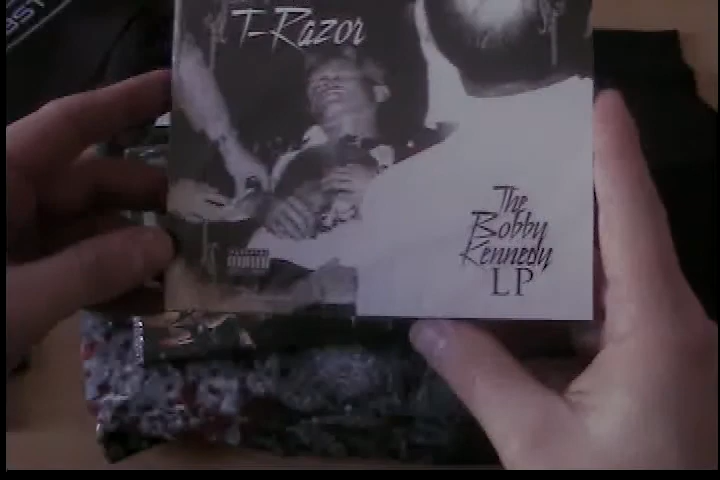 T-Razor
The
Bobby
Kennedy
LP